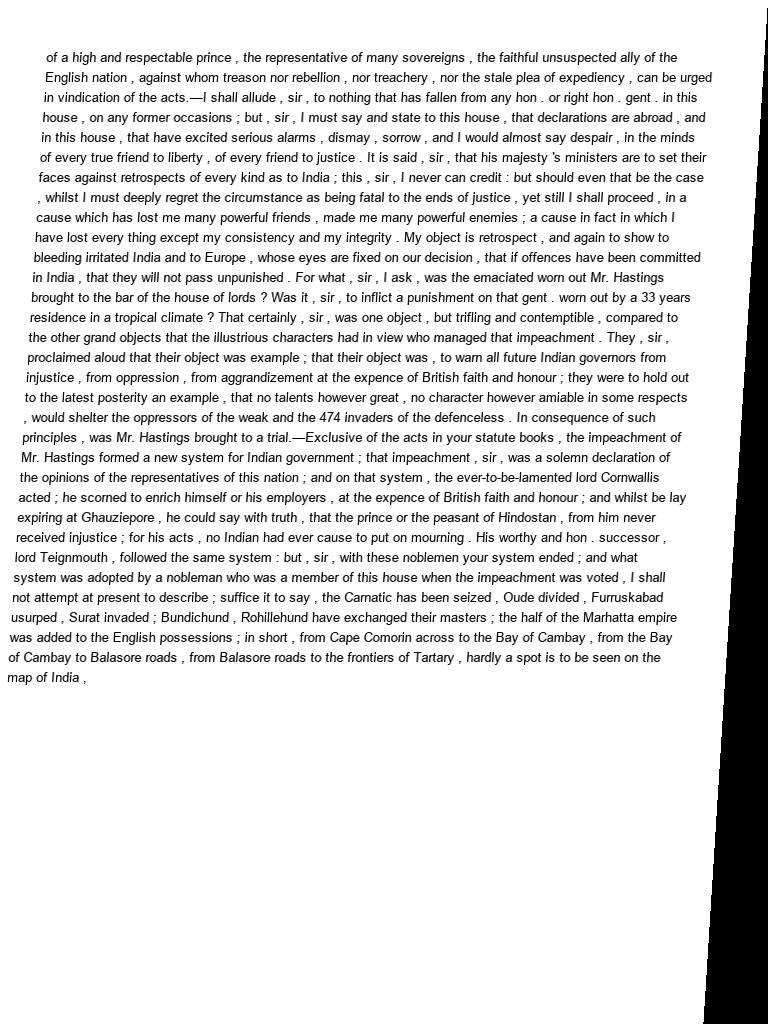 of a high and respectable prince , the representative of many sovereigns , the faithful unsuspected ally of the
English nation , against whom treason nor rebellion , nor treachery , nor the stale plea of expediency , can be urged
in vindication of the acts.—I shall allude , sir , to nothing that has fallen from any hon . or right hon . gent . in this
house , on any former occasions ; but , sir , I must say and state to this house , that declarations are abroad , and
in this house , that have excited serious alarms , dismay , sorrow , and I would almost say despair , in the minds
of every true friend to liberty , of every friend to justice . It is said , sir , that his majesty 's ministers are to set their
faces against retrospects of every kind as to India ; this , sir , I never can credit : but should even that be the case
, whilst I must deeply regret the circumstance as being fatal to the ends of justice , yet still I shall proceed , in a
cause which has lost me many powerful friends , made me many powerful enemies ; a cause in fact in which I
have lost every thing except my consistency and my integrity . My object is retrospect , and again to show to
bleeding irritated India and to Europe , whose eyes are fixed on our decision , that if offences have been committed
in India , that they will not pass unpunished . For what , sir , I ask , was the emaciated worn out Mr. Hastings
brought to the bar of the house of lords ? Was it , sir , to inflict a punishment on that gent . worn out by a 33 years
residence in a tropical climate ? That certainly , sir , was one object , but trifling and contemptible , compared to
the other grand objects that the illustrious characters had in view who managed that impeachment . They , sir ,
proclaimed aloud that their object was example ; that their object was , to warn all future Indian governors from
injustice , from oppression , from aggrandizement at the expence of British faith and honour ; they were to hold out
to the latest posterity an example , that no talents however great , no character however amiable in some respects
, would shelter the oppressors of the weak and the 474 invaders of the defenceless . In consequence of such
principles , was Mr. Hastings brought to a trial.—Exclusive of the acts in your statute books , the impeachment of
Mr. Hastings formed a new system for Indian government ; that impeachment , sir , was a solemn declaration of
the opinions of the representatives of this nation ; and on that system , the ever-to-be-lamented lord Cornwallis
acted ; he scorned to enrich himself or his employers , at the expence of British faith and honour ; and whilst be lay
expiring at Ghauziepore , he could say with truth , that the prince or the peasant of Hindostan , from him never
received injustice ; for his acts , no Indian had ever cause to put on mourning . His worthy and hon . successor ,
lord Teignmouth , followed the same system : but , sir , with these noblemen your system ended ; and what
system was adopted by a nobleman who was a member of this house when the impeachment was voted , I shall
not attempt at present to describe ; suffice it to say , the Carnatic has been seized , Oude divided , Furruskabad
usurped , Surat invaded ; Bundichund , Rohillehund have exchanged their masters ; the half of the Marhatta empire
was added to the English possessions ; in short , from Cape Comorin across to the Bay of Cambay , from the Bay
of Cambay to Balasore roads , from Balasore roads to the frontiers of Tartary , hardly a spot is to be seen on the
map of India ,